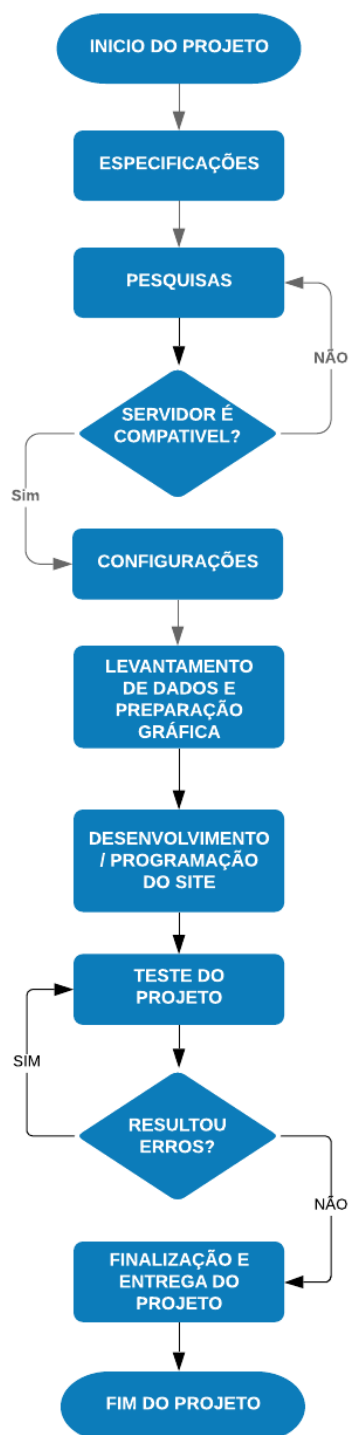 INICIO DO PROJETO
ESPECIFICAÇÕES
PESQUISAS
NÃO
SERVIDOR É
COMPATIVEL?
Sim
CONFIGURAÇÕES
LEVANTAMENTO
DE DADOS E
PREPARAÇÃO
GRÁFICA
DESENVOLVIMENTO
/ PROGRAMAÇÃO
DO SITE
TESTE DO
PROJETO
SIM
RESULTOU
ERROS?
NÃO
FINALIZAÇÃO E
ENTREGA DO
PROJETO
FIM DO PROJETO